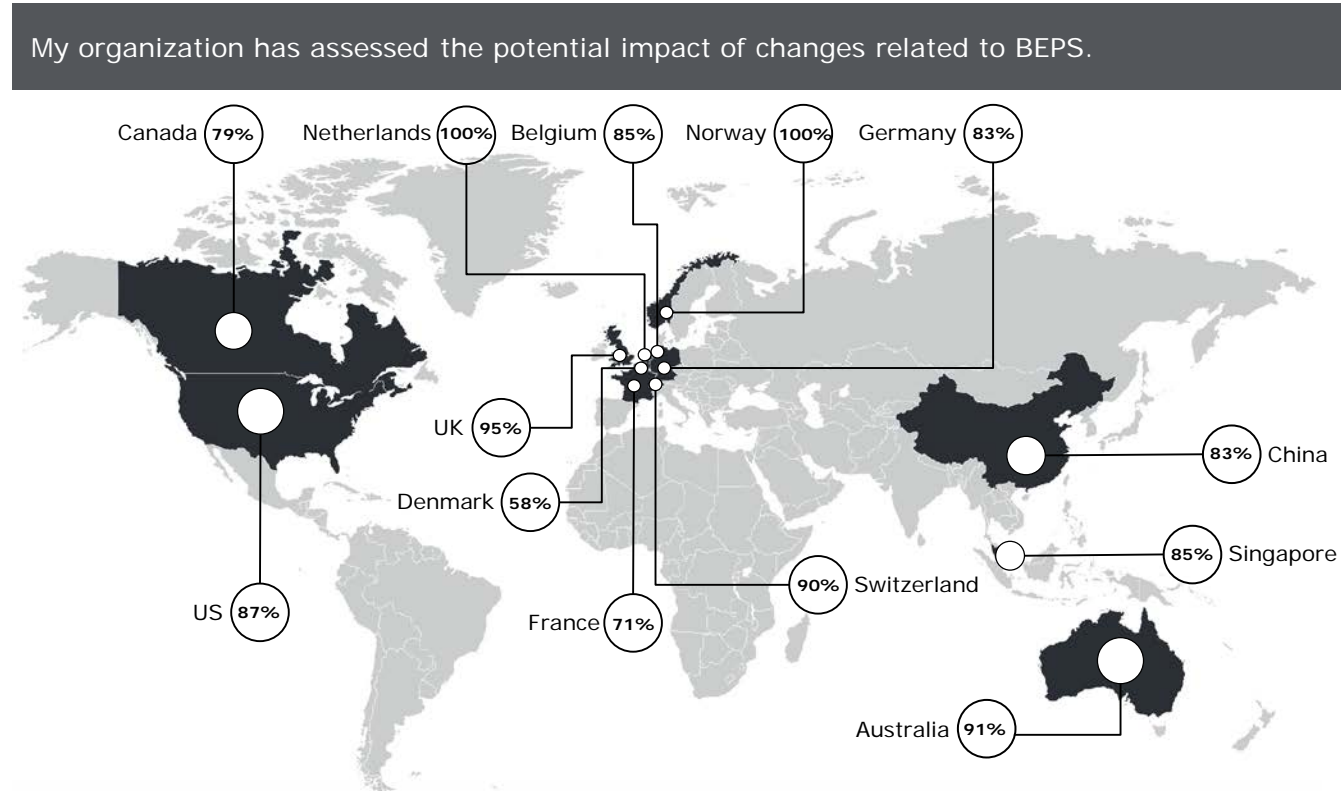 My organization has assessed the potential impact of changes related to BEPS.
Canada 79%
Netherlands 100%
Belgium 85%
Norway 100%
Germany 83%
UK 95%
83% China
Denmark 58%
85% Singapore
90% Switzerland
US 87%
France 71%
Australia 91%